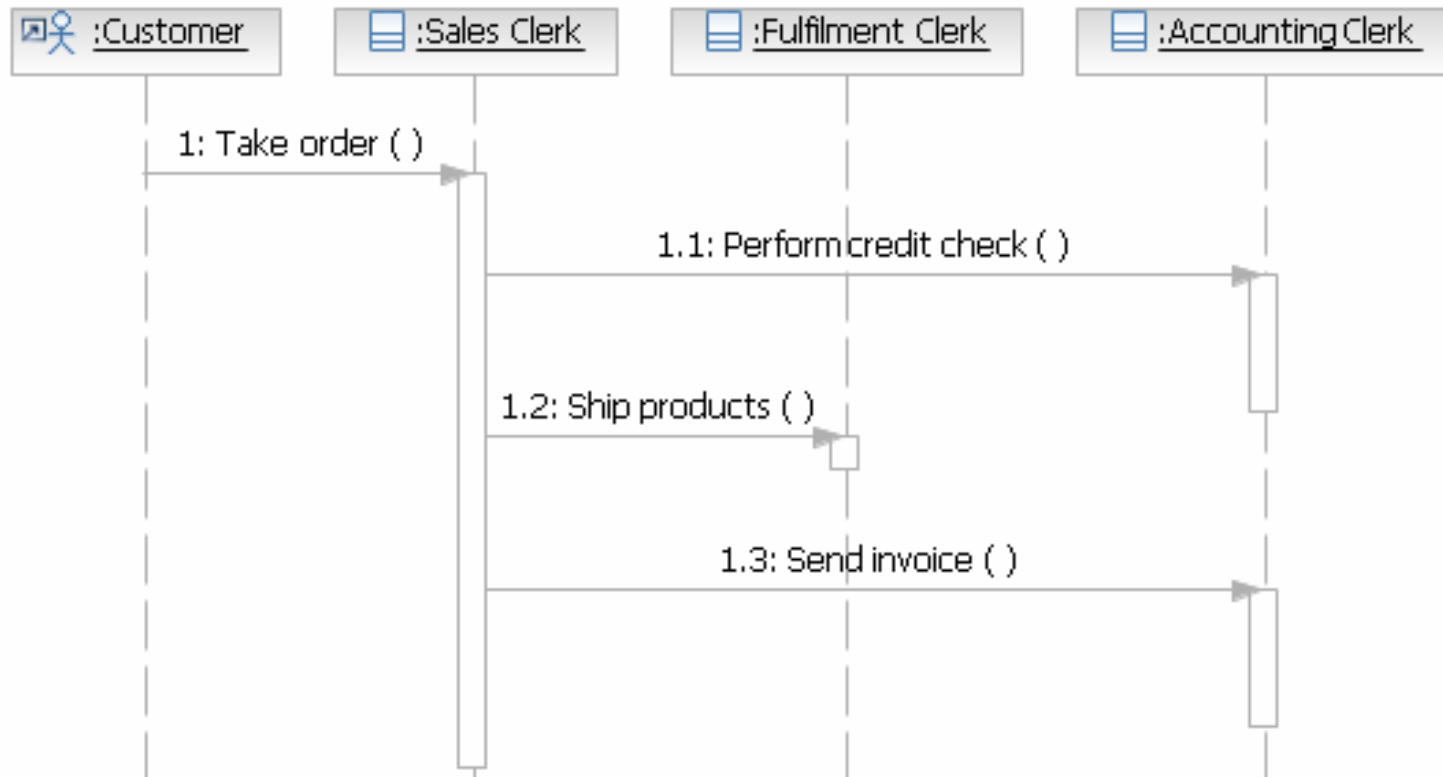 :Customer
:Sales Clerk
:Fulfilment Clerk
:Accounting Clerk
1: Take order ( )
1.1: Perform credit check ( )
1.2: Ship products ( )
1.3: Send invoice ( )